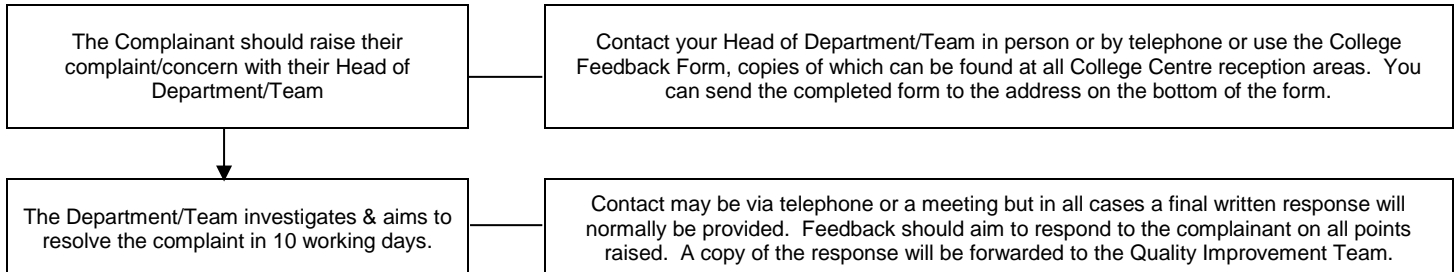 The Complainant should raise their
complaint/concern with their Head of
Department/Team
Contact your Head of Department/Team in person or by telephone or use the College
Feedback Form, copies of which can be found at all College Centre reception areas.  You
can send the completed form to the address on the bottom of the form.
The Department/Team investigates & aims to
resolve the complaint in 10 working days.
Contact may be via telephone or a meeting but in all cases a final written response will
normally be provided.  Feedback should aim to respond to the complainant on all points
raised.  A copy of the response will be forwarded to the Quality Improvement Team.